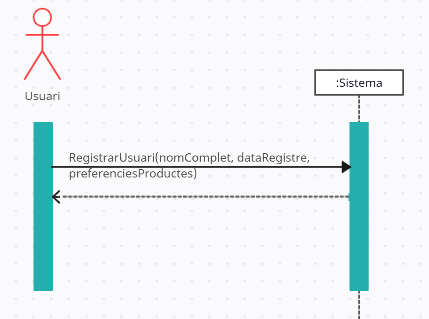 :Sistema
Usuari
RegistrarUsuari(nomComplet, dataRegistre,
preferenciesProductes)